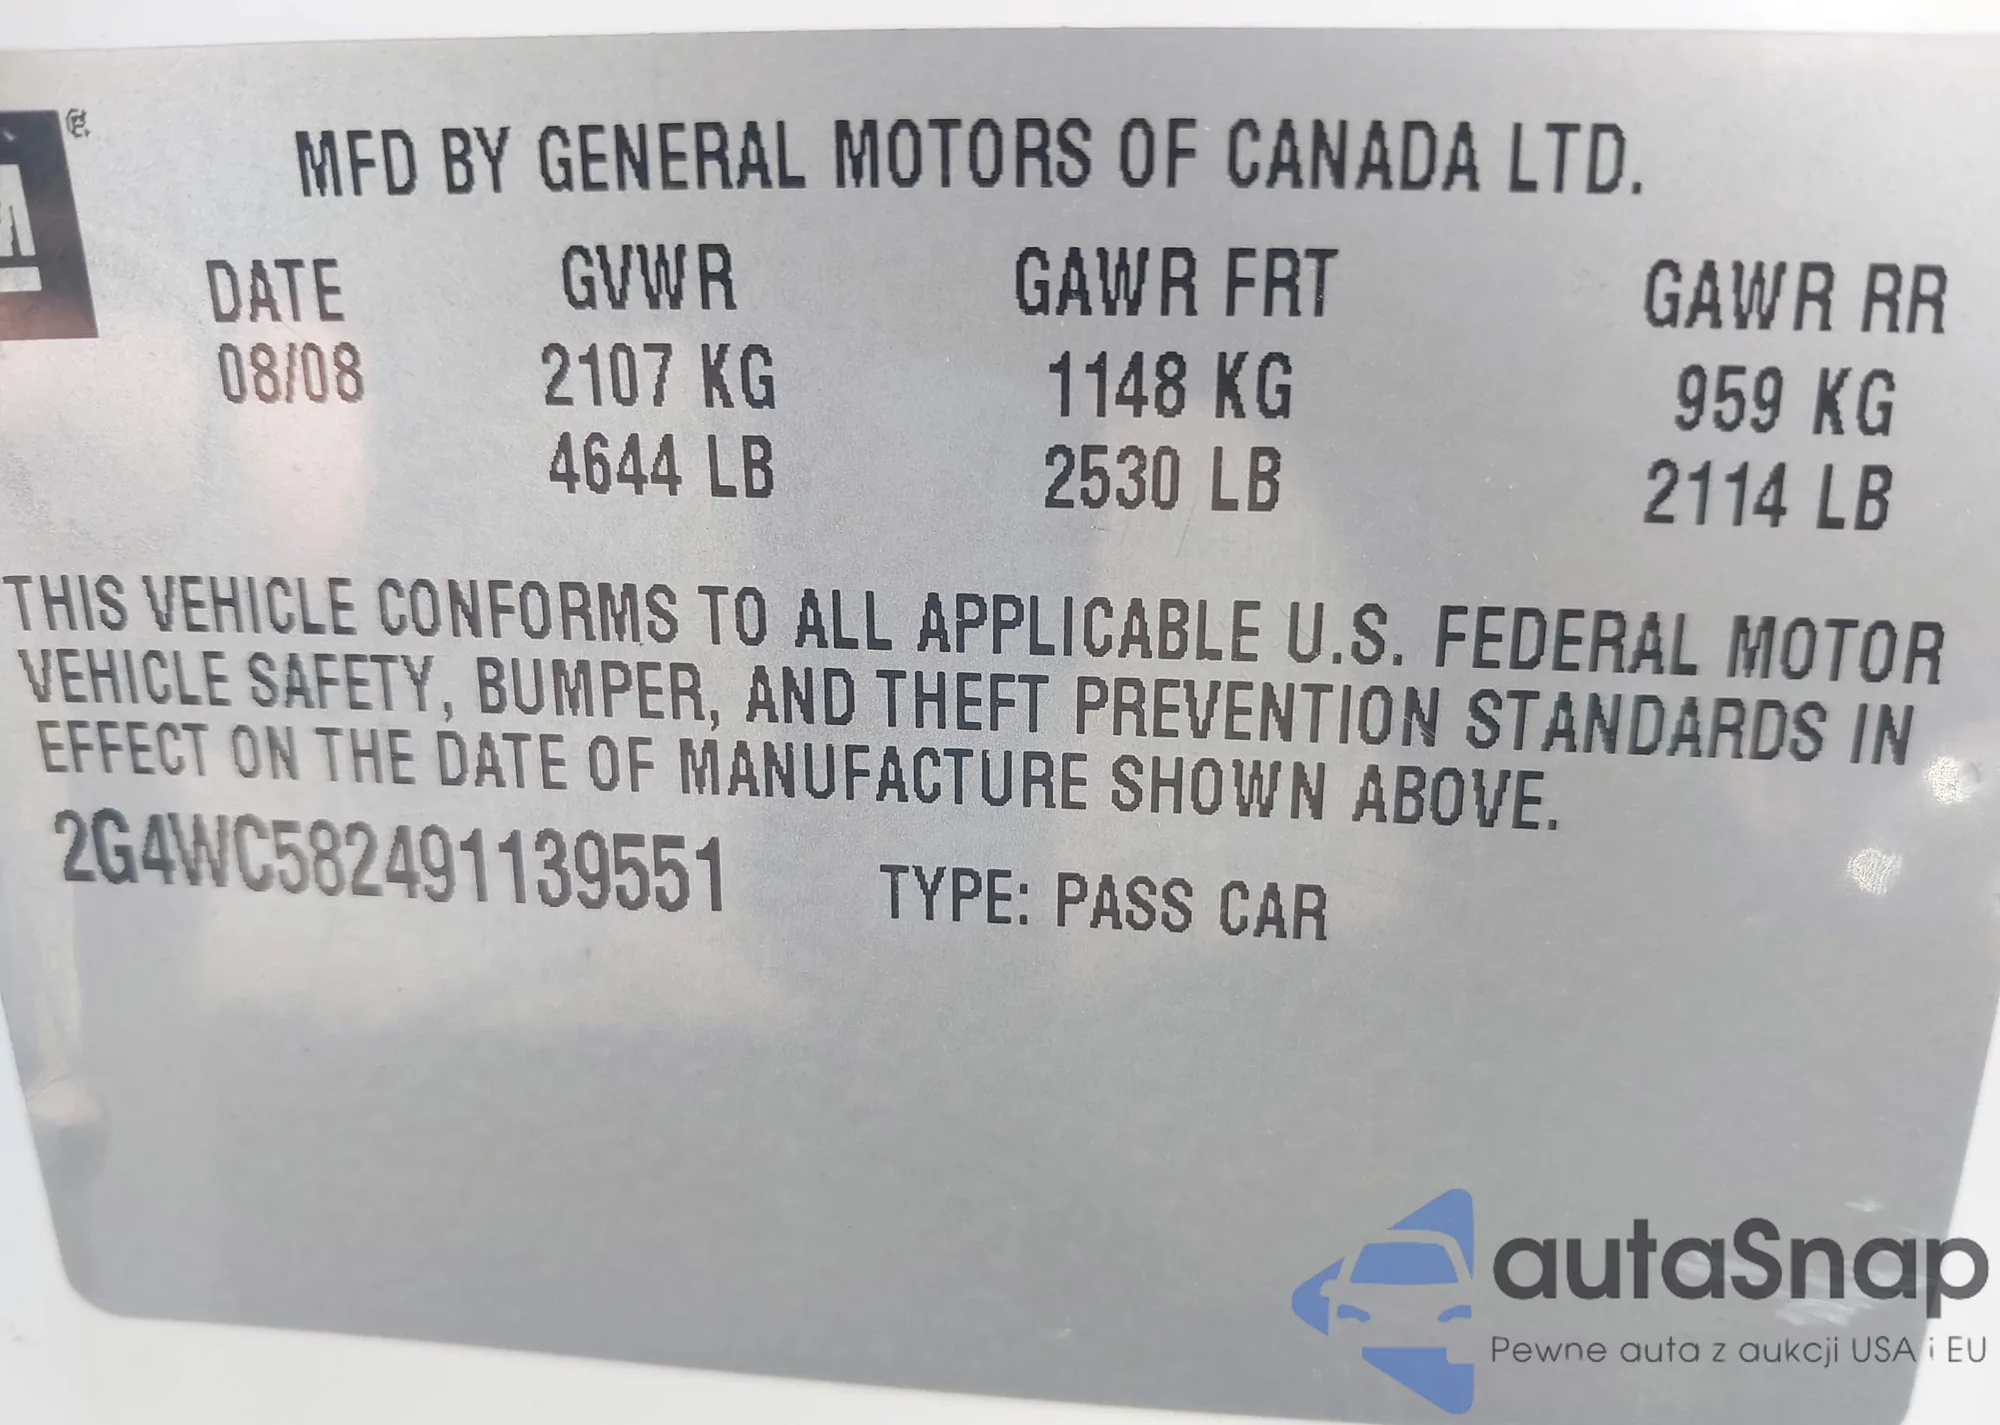 MFD BY GENERAL MOTORS OF CANADA LTD.
DATE GVWR GAWR FRT GAWR RR
08/08 2107 KG 1148 KG 959 KG
4644 LB 2530 LB 2114 LB
THIS VEHICLE CONFORMS TO ALL APPLICABLE U.S. FEDERAL MOTOR
VEHICLE SAFETY, BUMPER, AND THEFT PREVENTION STANDARDS IN
EFFECT ON THE DATE OF MANUFACTURE SHOWN ABOVE.
2G4WC582491139551 TYPE: PASS CAR
autaSnap
Pewne auta z aukcji USA i EU